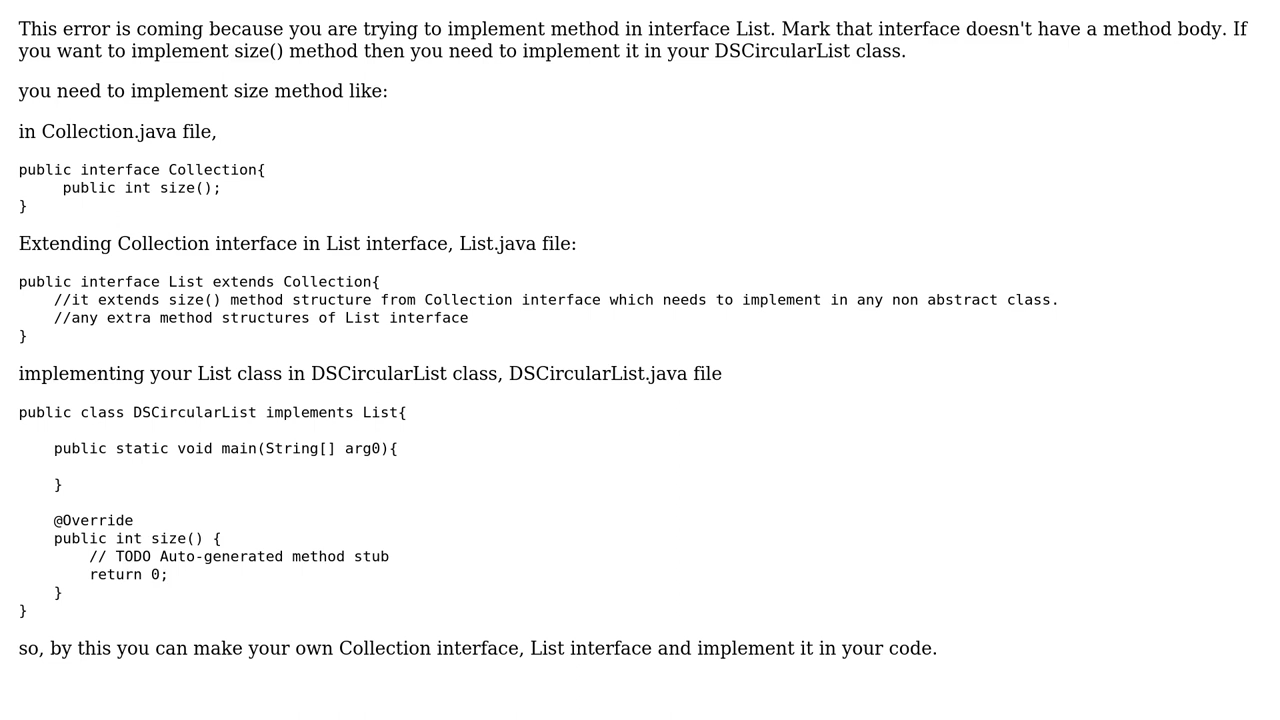 This error is coming because you are trying to implement method in interface List. Mark that interface doesn't have a method body. If
you want to implement size() method then you need to implement it in your DSCircularList class.
you need to implement size method like:
in Collection.java file,
public interface Collection{
     public int size();
}
Extending Collection interface in List interface, List.java file:
public interface List extends Collection{
    //it extends size() method structure from Collection interface which needs to implement in any non abstract class.
    //any extra method structures of List interface
}
implementing your List class in DSCircularList class, DSCircularList.java file
public class DSCircularList implements List{
    public static void main(String[] arg0){
    }
    @Override
    public int size() {
        // TODO Auto-generated method stub
        return 0;
    }
}
so, by this you can make your own Collection interface, List interface and implement it in your code.